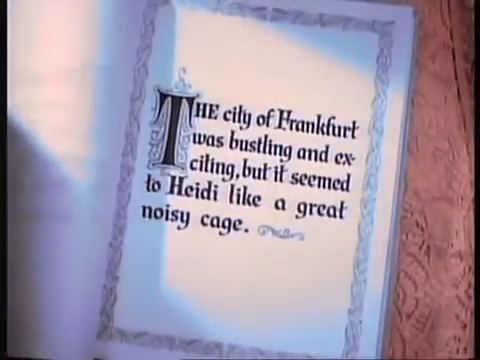 THE city of Frankfurt
was bustling and ex-
citing, but it seemed
to Heidi like a great
noisy cage.